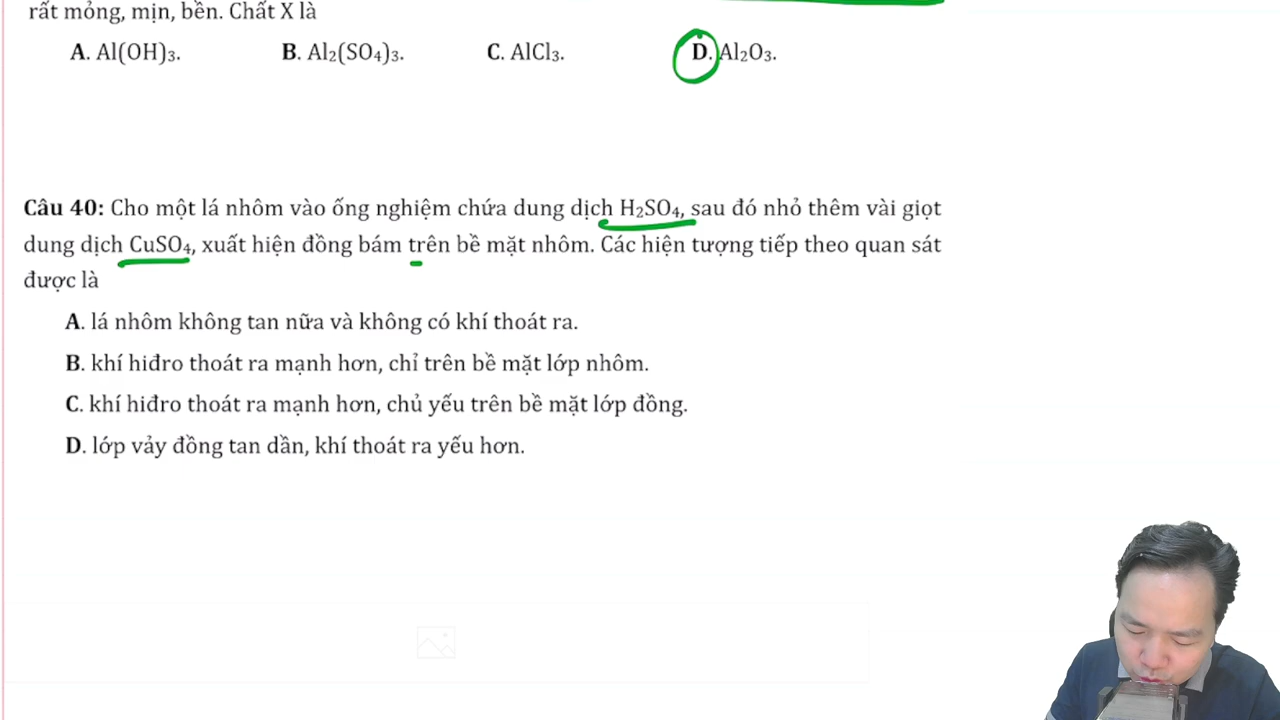 rất mỏng, mịn, bền. Chất X là
A. Al(OH)₃. B. Al₂(SO₄)₃. C. AlCl₃. D. Al₂O₃.
Câu 40: Cho một lá nhôm vào ống nghiệm chứa dung dịch H₂SO₄, sau đó nhỏ thêm vài giọt
dung dịch CuSO₄, xuất hiện đồng bám trên bề mặt nhôm. Các hiện tượng tiếp theo quan sát
được là
A. lá nhôm không tan nữa và không có khí thoát ra.
B. khí hiđro thoát ra mạnh hơn, chỉ trên bề mặt lớp nhôm.
C. khí hiđro thoát ra mạnh hơn, chủ yếu trên bề mặt lớp đồng.
D. lớp vảy đồng tan dần, khí thoát ra yếu hơn.